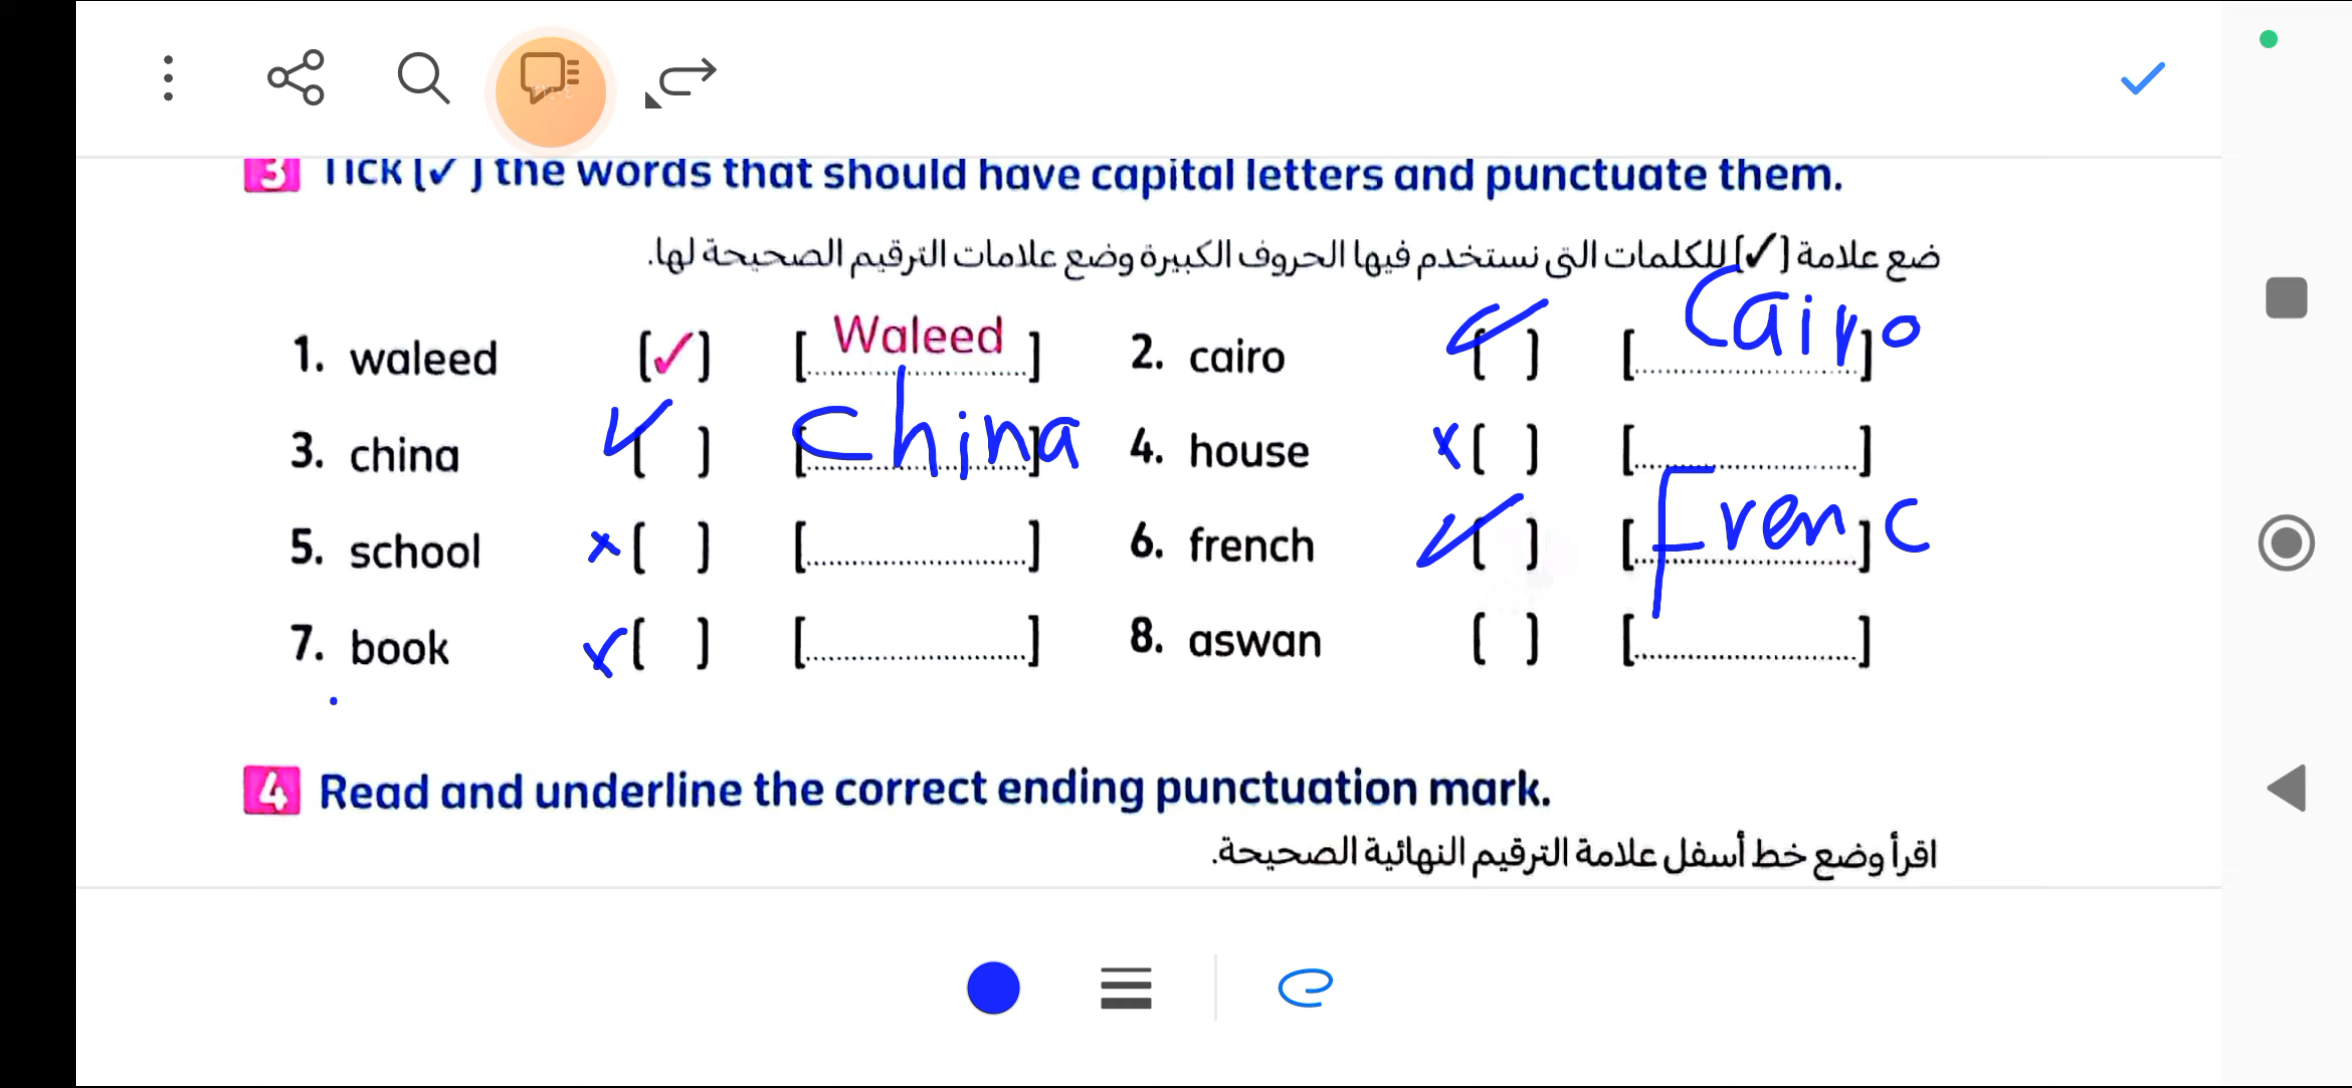 3 Tick [✓] the words that should have capital letters and punctuate them.
ضع علامة [✓] للكلمات التى نستخدم فيها الحروف الكبيرة وضع علامات الترقيم الصحيحة لها.
1. waleed [✓] [Waleed] 2. cairo ✓[ ] [Cairo]
3. china ✓[ ] [China] 4. house x[ ] [..............................]
5. school x[ ] [..............................] 6. french ✓[ ] [Frenc]
7. book x[ ] [..............................] 8. aswan [ ] [..............................]
4 Read and underline the correct ending punctuation mark.
اقرأ وضع خط أسفل علامة الترقيم النهائية الصحيحة.